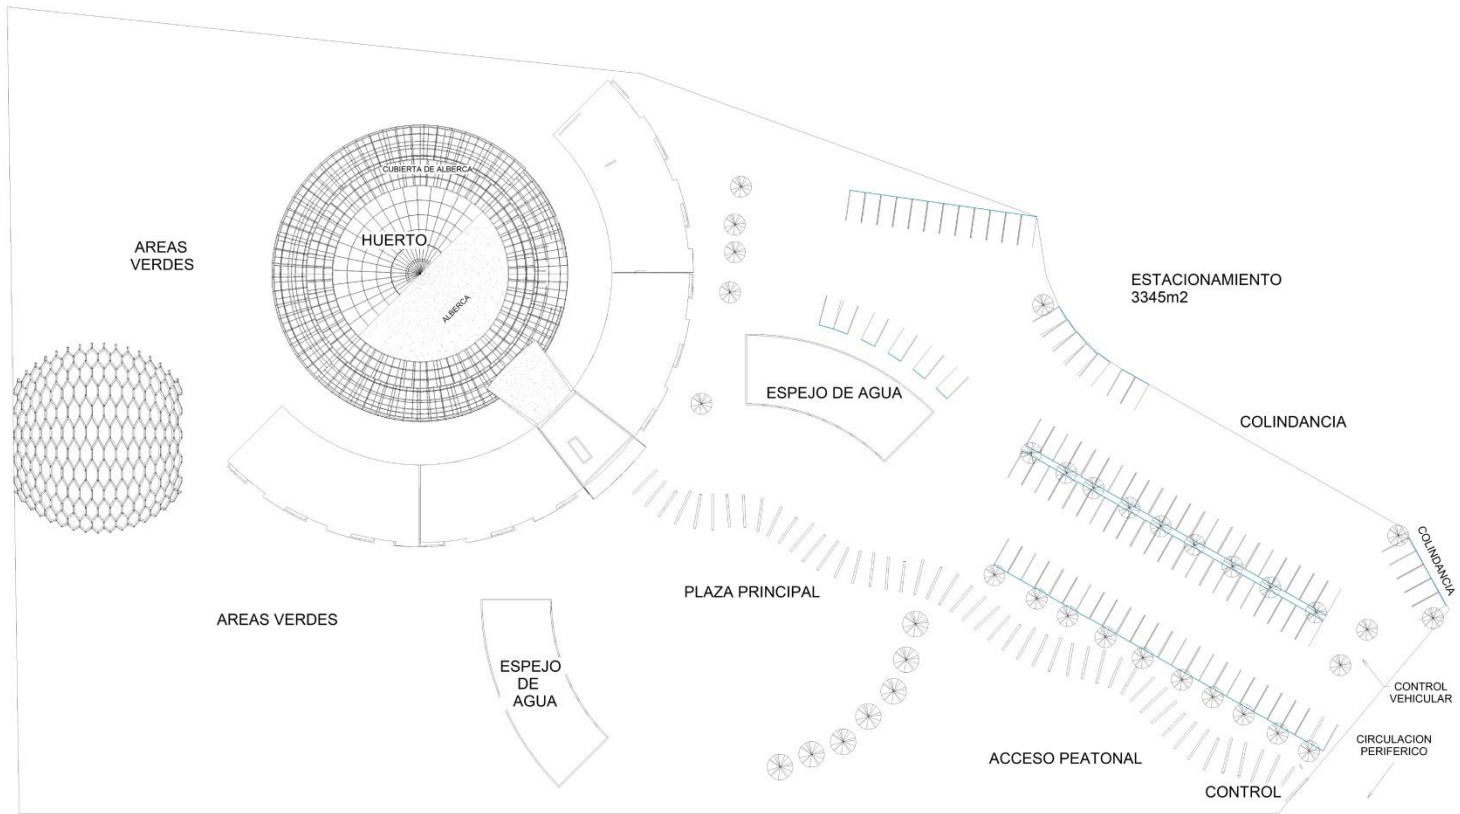 CUBIERTA DE ALBERCA
HUERTO
AREAS
VERDES
ALBERCA
ESTACIONAMIENTO
3345m2
ESPEJO DE AGUA
COLINDANCIA
COLINDANCIA
PLAZA PRINCIPAL
AREAS VERDES
ESPEJO
DE
AGUA
CONTROL
VEHICULAR
CIRCULACION
PERIFERICO
ACCESO PEATONAL
CONTROL